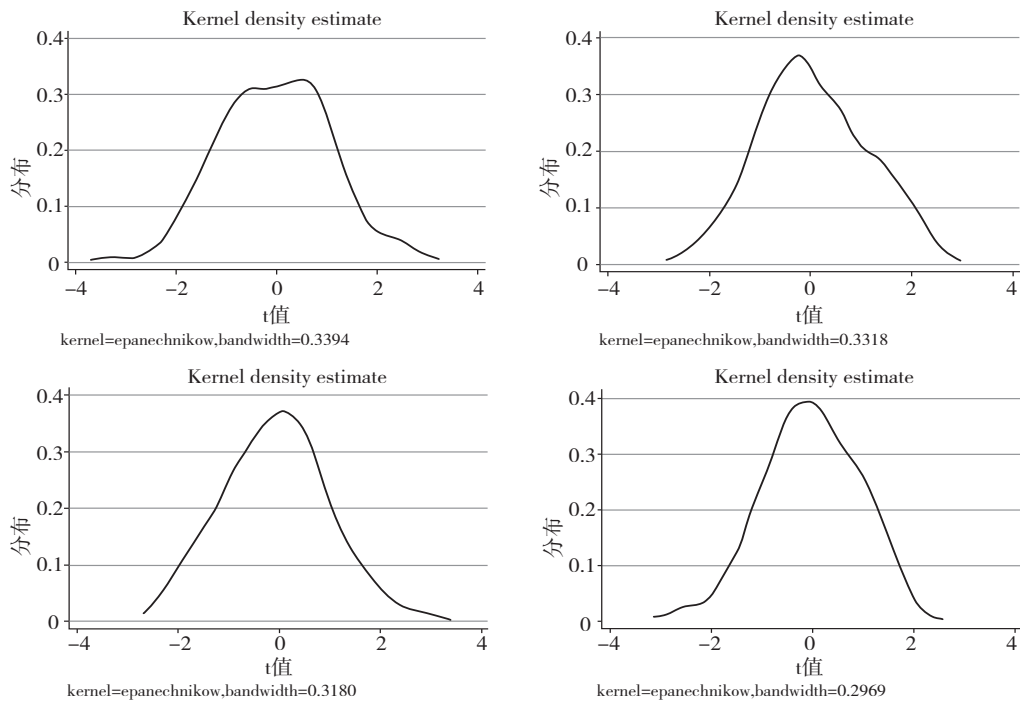 Kernel density estimate
0.4
0.3
0.2
0.1
0
分布
−4 −2 0 2 4
t值
kernel=epanechnikow,bandwidth=0.3394
Kernel density estimate
0.4
0.3
0.2
0.1
0
分布
−4 −2 0 2 4
t值
kernel=epanechnikow,bandwidth=0.3318
Kernel density estimate
0.4
0.3
0.2
0.1
0
分布
−4 −2 0 2 4
t值
kernel=epanechnikow,bandwidth=0.3180
Kernel density estimate
0.4
0.3
0.2
0.1
0
分布
−4 −2 0 2 4
t值
kernel=epanechnikow,bandwidth=0.2969